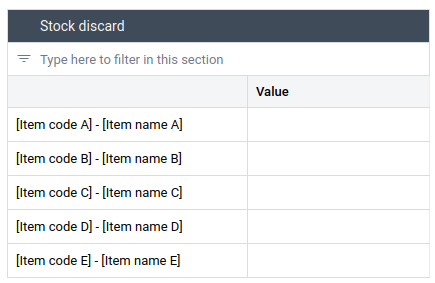 Stock discard
Type here to filter in this section
Value
[Item code A] - [Item name A]
[Item code B] - [Item name B]
[Item code C] - [Item name C]
[Item code D] - [Item name D]
[Item code E] - [Item name E]